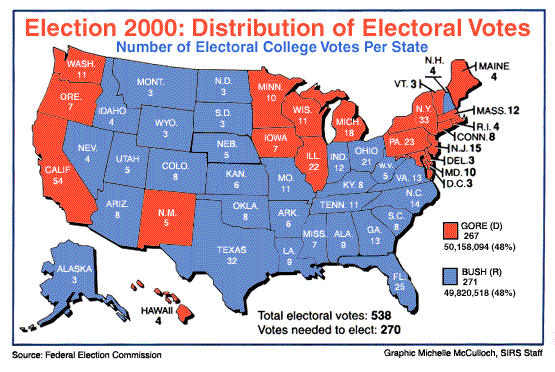 Election 2000: Distribution of Electoral Votes
Number of Electoral College Votes Per State
WASH.
11
ORE.
7
CALIF
54
NEV.
4
IDAHO
4
MONT.
3
WYO.
3
UTAH
5
ARIZ.
8
COLO.
8
N.M.
5
N.D.
3
S.D.
3
NEB.
5
KAN.
6
OKLA.
8
TEXAS
32
MINN.
10
IOWA
7
MO.
11
ARK.
6
LA.
9
WIS.
11
ILL.
22
MICH.
18
IND.
12
OHIO
21
KY. 8
TENN. 11
MISS.
7
ALA.
9
GA.
13
FL.
25
S.C.
8
N.C.
14
VA. 13
W.V.
5
PA. 23
N.Y.
33
VT. 3
N.H.
4
MAINE
4
MASS. 12
R.I. 4
CONN. 8
N.J. 15
DEL. 3
MD. 10
D.C. 3
ALASKA
3
HAWAII
4
GORE (D)
267
50,158,094 (48%)
BUSH (R)
271
49,820,518 (48%)
Total electoral votes: 538
Votes needed to elect: 270
Source: Federal Election Commission
Graphic Michelle McCulloch, SIRS Staff